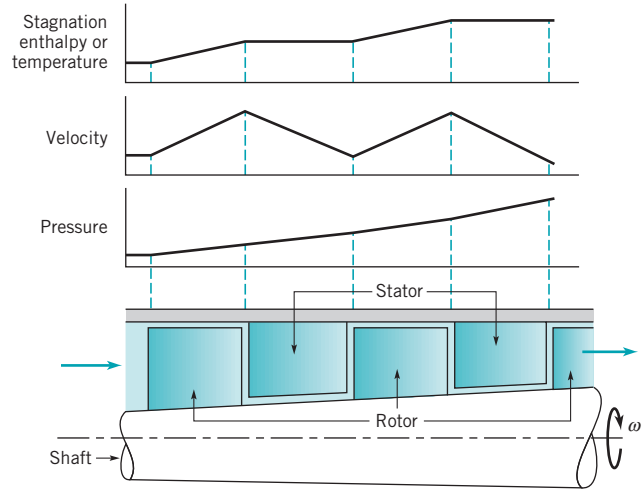 Stagnation
enthalpy or
temperature
Velocity
Pressure
Stator
Rotor
Shaft
ω